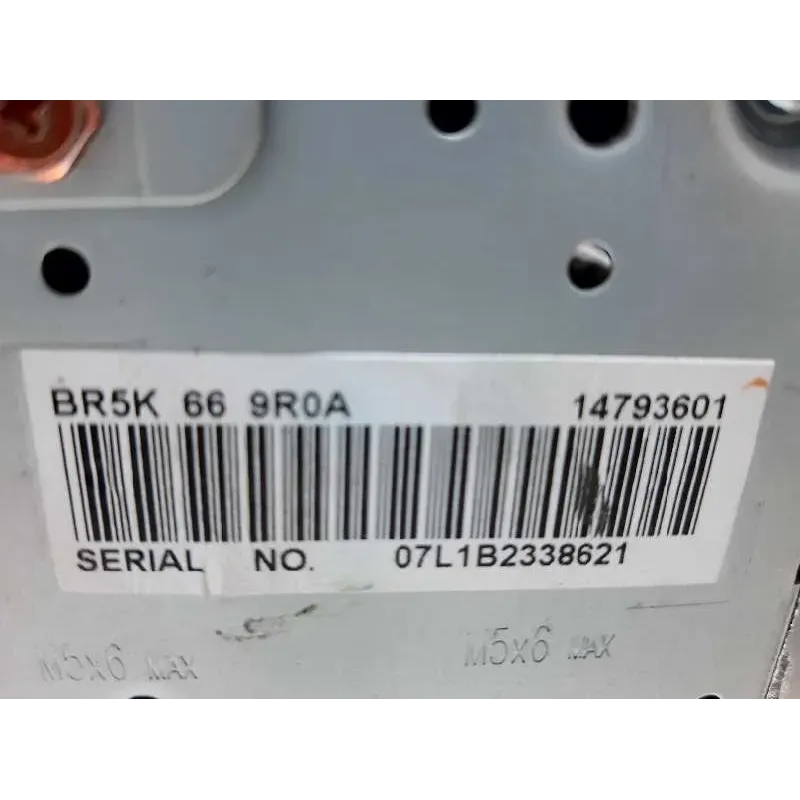 BR5K 66 9R0A 14793601
SERIAL NO. 07L1B2338621
M5x6 MAX M5x6 MAX